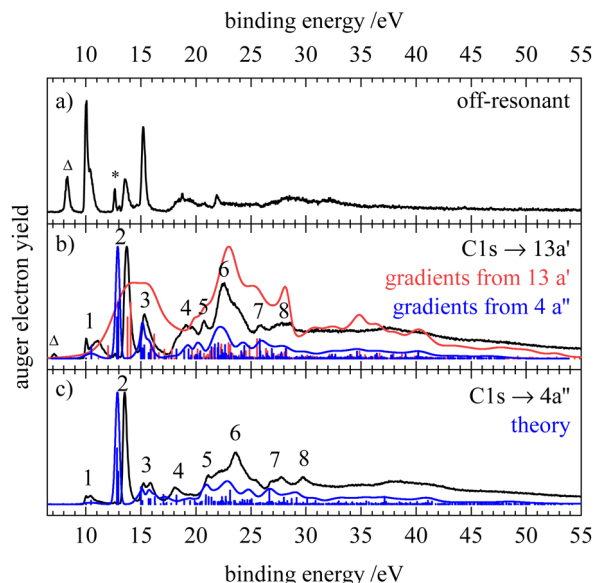 binding energy /eV
10 15 20 25 30 35 40 45 50 55
a) off-resonant
Δ
*
b) C1s → 13a'
2
gradients from 13 a'
6
gradients from 4 a"
1 3 4 5 7 8
Δ
c) C1s → 4a"
2
theory
6
1 3 4 5 7 8
auger electron yield
10 15 20 25 30 35 40 45 50 55
binding energy /eV